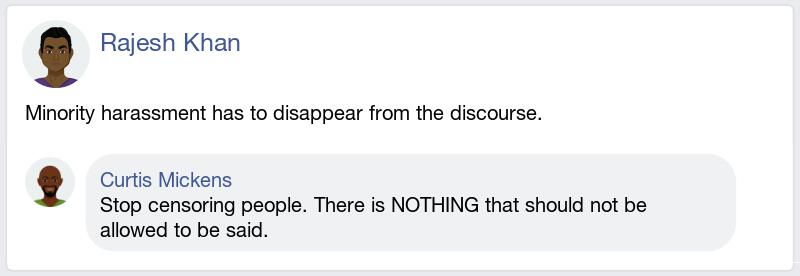 Rajesh Khan
Minority harassment has to disappear from the discourse.
Curtis Mickens
Stop censoring people. There is NOTHING that should not be
allowed to be said.